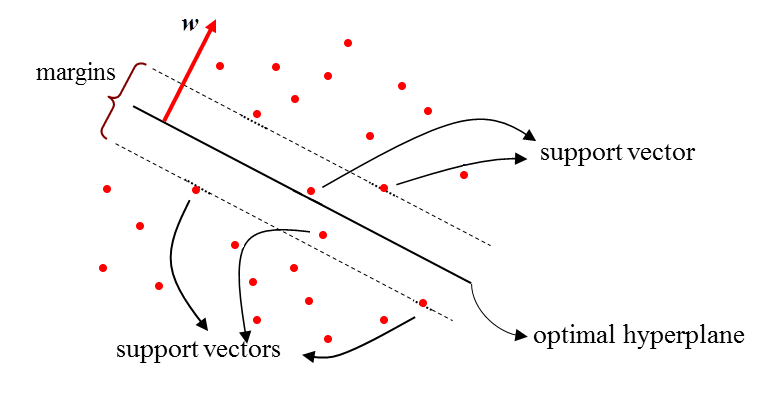 w
margins
support vector
optimal hyperplane
support vectors